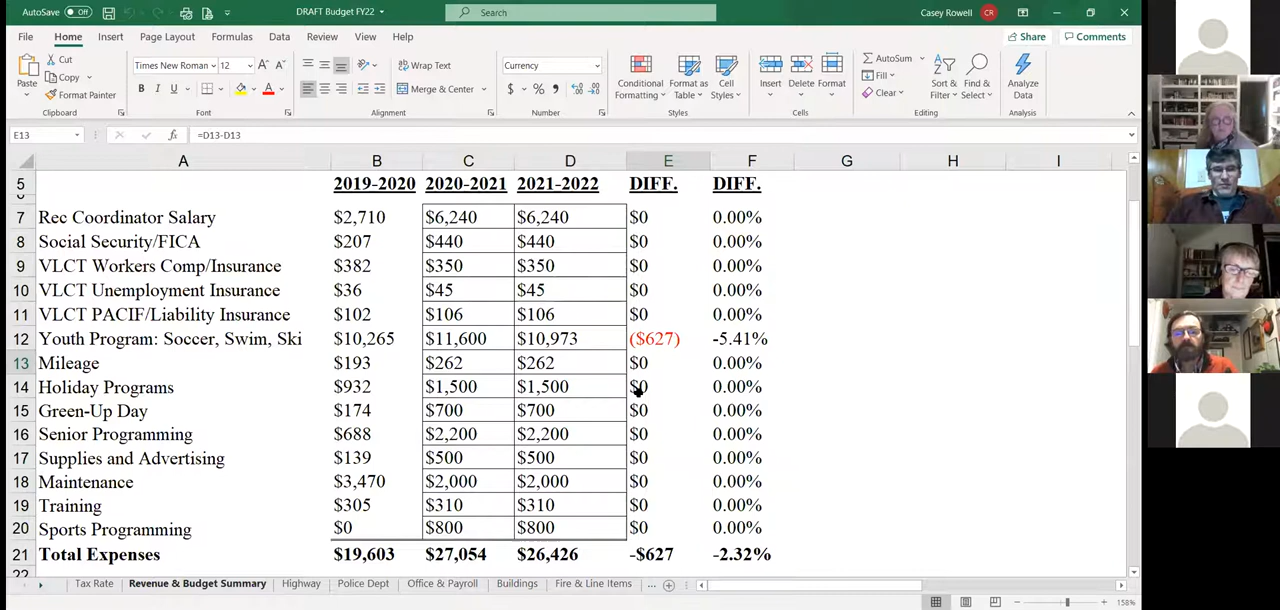 AutoSave Off DRAFT Budget FY22 Search Casey Rowell CR
File Home Insert Page Layout Formulas Data Review View Help Share Comments
Paste Cut Copy Format Painter Clipboard
Times New Roman 12 B I U A Font
Wrap Text Merge & Center Alignment
Currency $ % Number
Conditional Formatting Format as Table Cell Styles Styles
Insert Delete Format Cells
AutoSum Fill Clear Sort & Filter Find & Select Editing
Analyze Data Analysis
E13 fx =D13-D13
A B C D E F G H I
5 2019-2020 2020-2021 2021-2022 DIFF. DIFF.
6
7 Rec Coordinator Salary $2,710 $6,240 $6,240 $0 0.00%
8 Social Security/FICA $207 $440 $440 $0 0.00%
9 VLCT Workers Comp/Insurance $382 $350 $350 $0 0.00%
10 VLCT Unemployment Insurance $36 $45 $45 $0 0.00%
11 VLCT PACIF/Liability Insurance $102 $106 $106 $0 0.00%
12 Youth Program: Soccer, Swim, Ski $10,265 $11,600 $10,973 ($627) -5.41%
13 Mileage $193 $262 $262 $0 0.00%
14 Holiday Programs $932 $1,500 $1,500 $0 0.00%
15 Green-Up Day $174 $700 $700 $0 0.00%
16 Senior Programming $688 $2,200 $2,200 $0 0.00%
17 Supplies and Advertising $139 $500 $500 $0 0.00%
18 Maintenance $3,470 $2,000 $2,000 $0 0.00%
19 Training $305 $310 $310 $0 0.00%
20 Sports Programming $0 $800 $800 $0 0.00%
21 Total Expenses $19,603 $27,054 $26,426 -$627 -2.32%
22
Tax Rate Revenue & Budget Summary Highway Police Dept Office & Payroll Buildings Fire & Line Items ...
158%